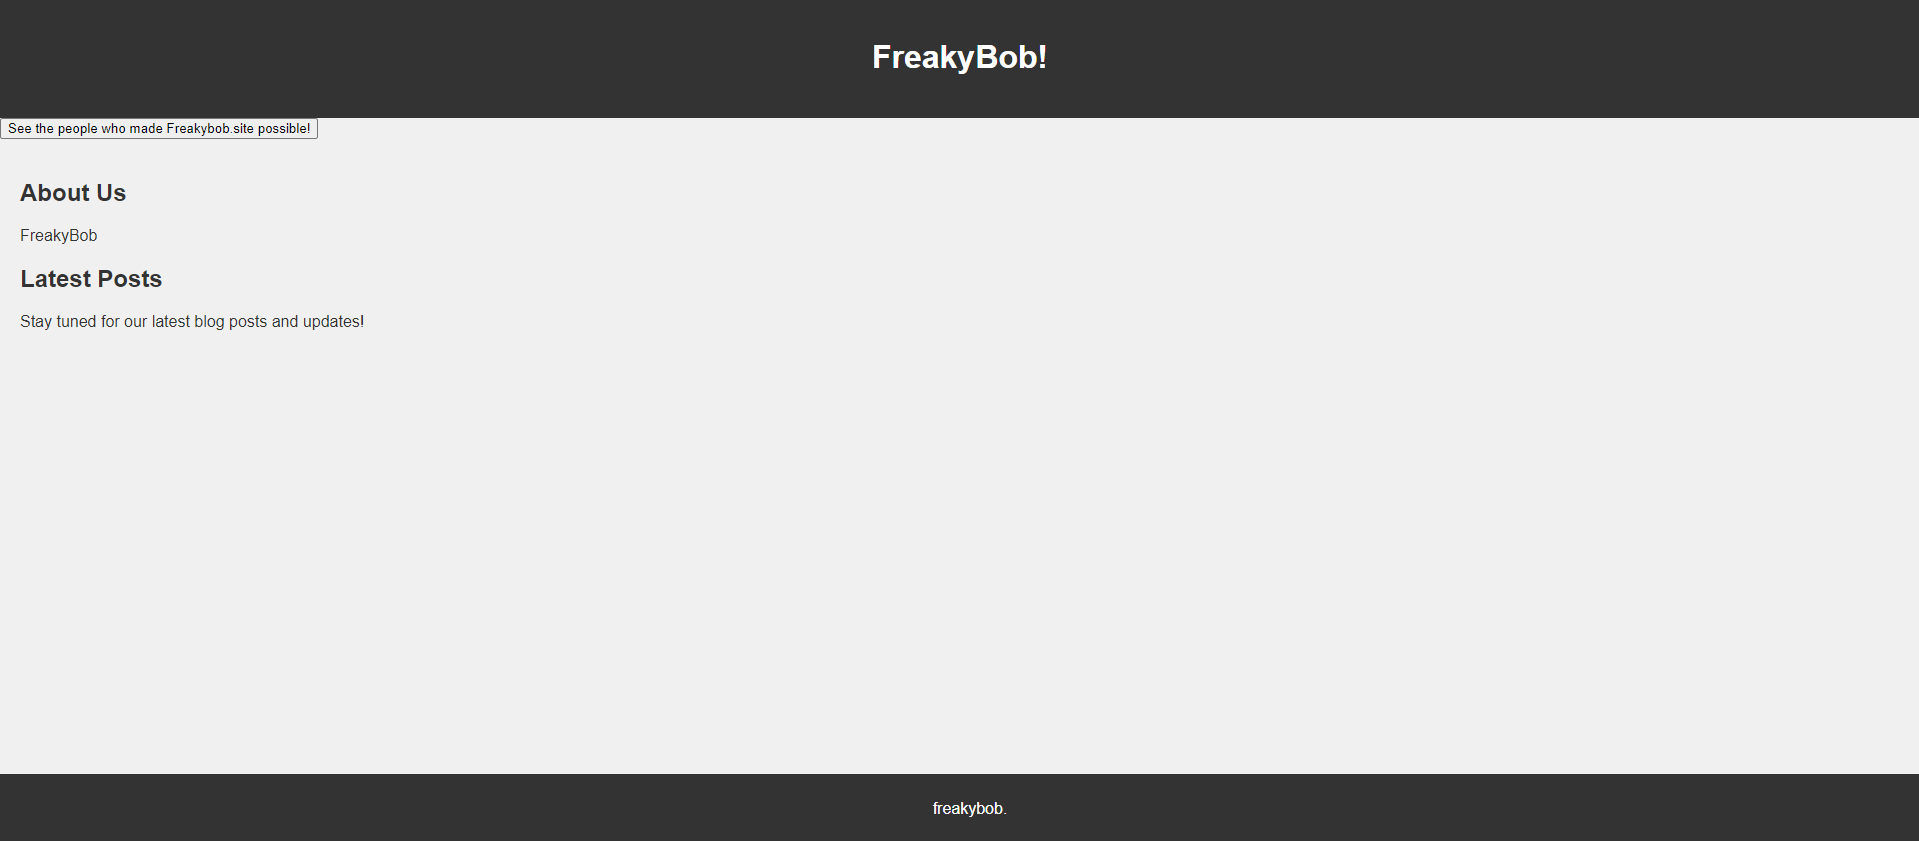 FreakyBob!
See the people who made Freakybob.site possible!
About Us
FreakyBob
Latest Posts
Stay tuned for our latest blog posts and updates!
freakybob.